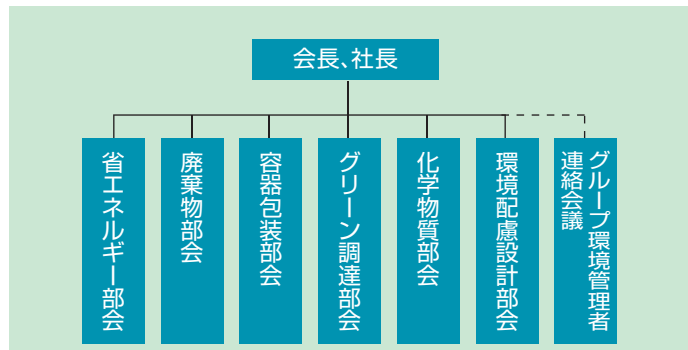 会長、社長
省エネルギー部会
廃棄物部会
容器包装部会
グリーン調達部会
化学物質部会
環境配慮設計部会
グループ環境管理者
連絡会議